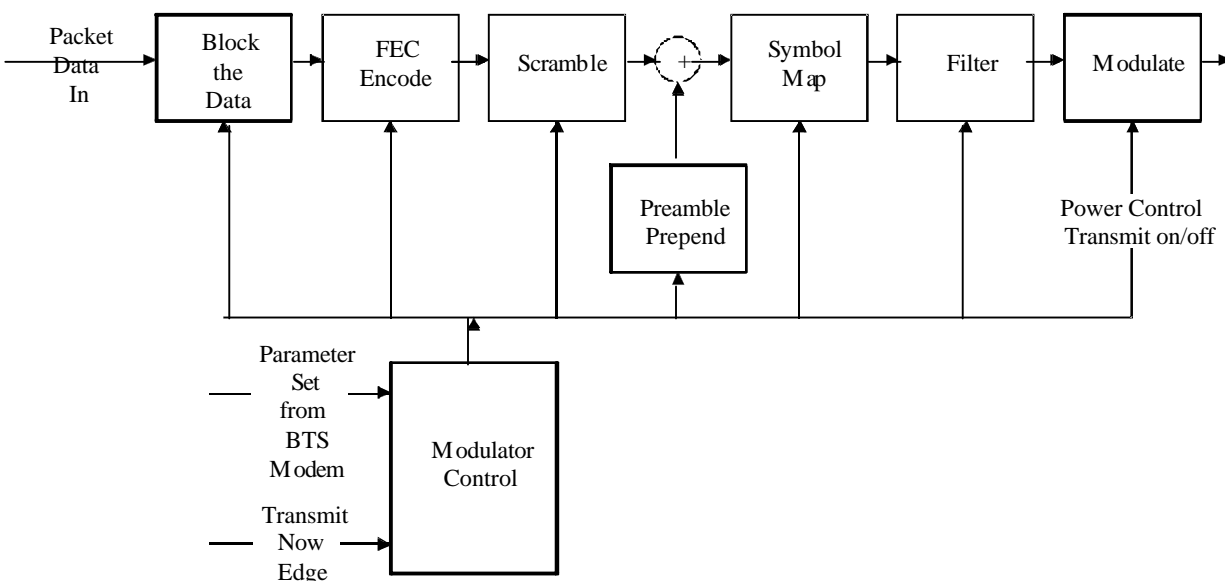 Packet
Data
In
Block
the
Data
FEC
Encode
Scramble
+
Symbol
Map
Filter
Modulate
Preamble
Prepend
Power Control
Transmit on/off
Parameter
Set
from
BTS
Modem
Modulator
Control
Transmit
Now
Edge